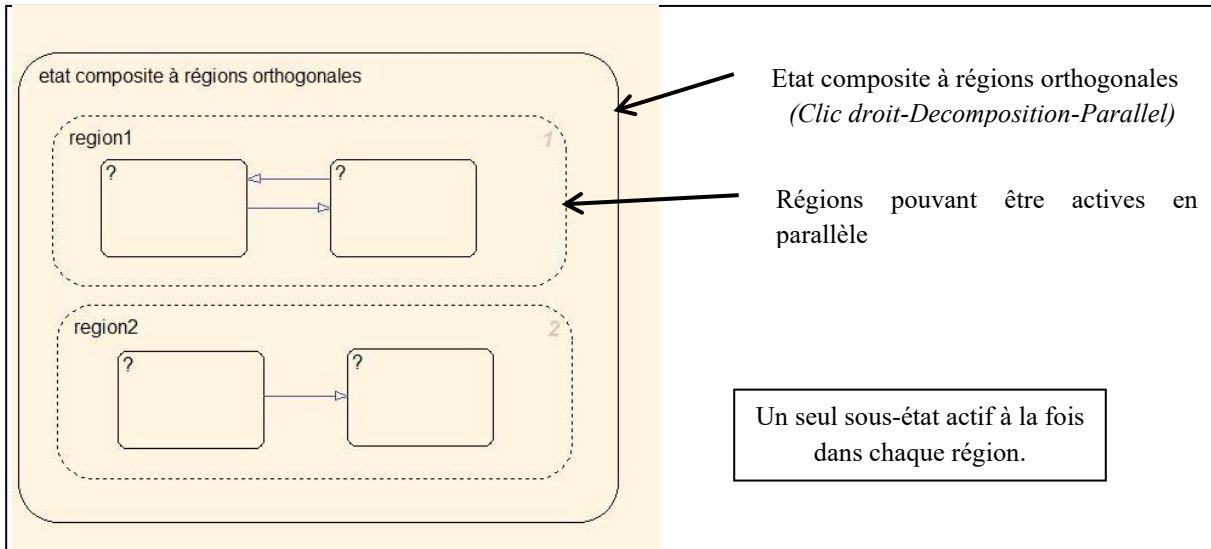 etat composite à régions orthogonales
region1
1
?
?
region2
2
?
?
Etat composite à régions orthogonales
(Clic droit-Decomposition-Parallel)
Régions pouvant être actives en
parallèle
Un seul sous-état actif à la fois
dans chaque région.